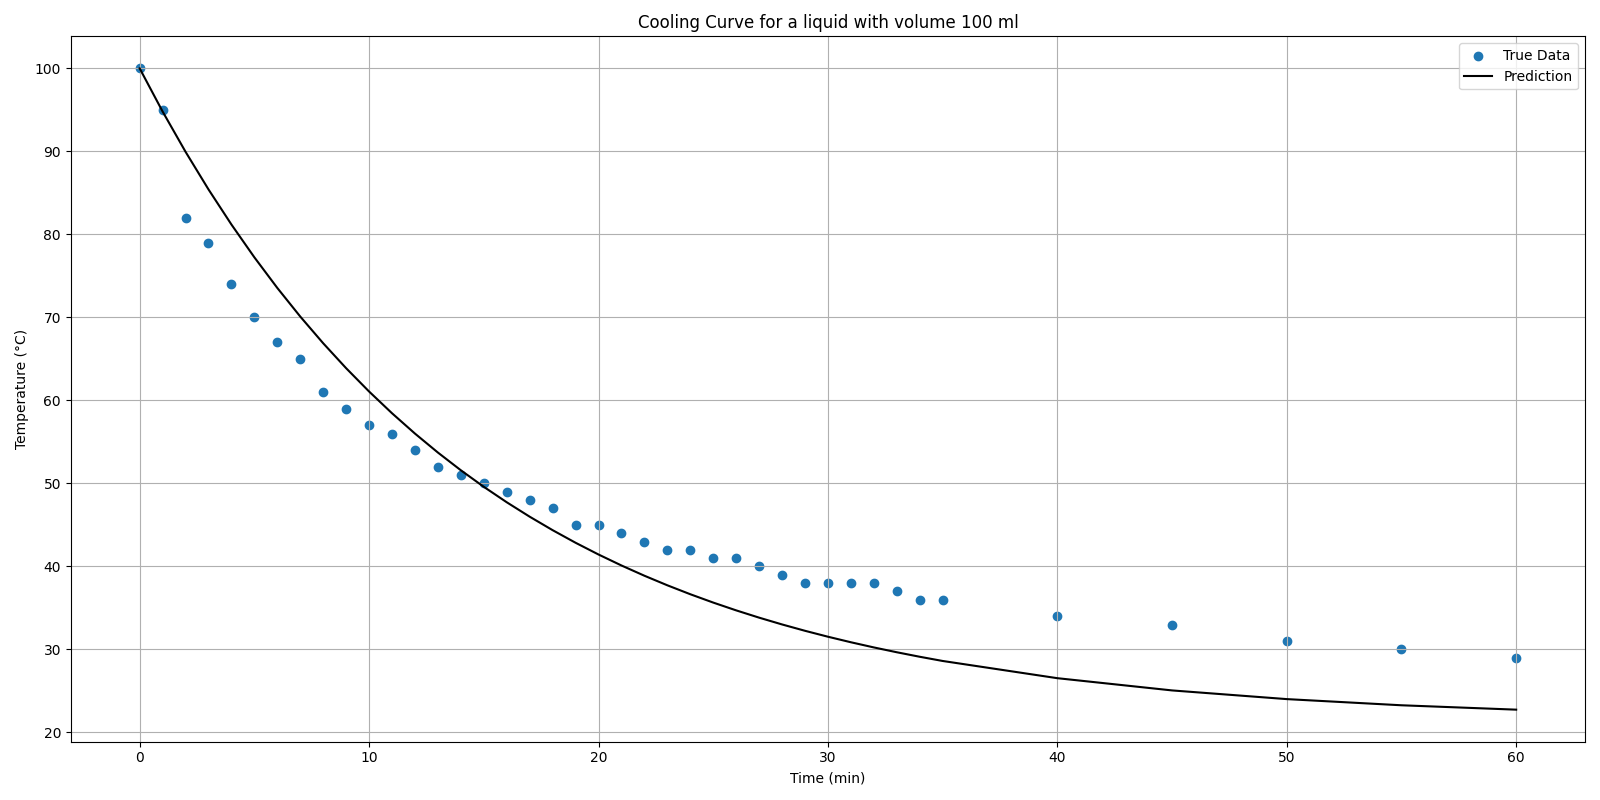 Cooling Curve for a liquid with volume 100 ml
True Data
Prediction
Temperature (°C)
100
90
80
70
60
50
40
30
20
0 10 20 30 40 50 60
Time (min)